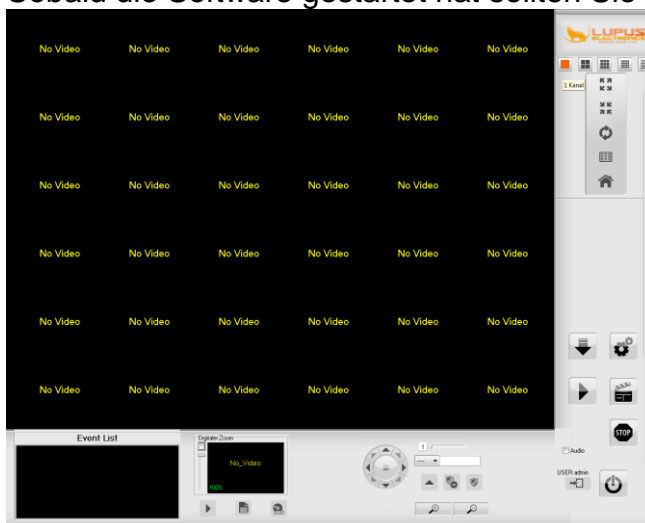 Sobald die Software gestartet hat sollten Sie
LUPUS
ELECTRONICS
1 Kanal
No Video No Video No Video No Video No Video No Video
No Video No Video No Video No Video No Video No Video
No Video No Video No Video No Video No Video No Video
No Video No Video No Video No Video No Video No Video
No Video No Video No Video No Video No Video No Video
No Video No Video No Video No Video No Video No Video
STOP
Audio
USER:admin
Event List
Digitaler Zoom
No_Video
100%
1